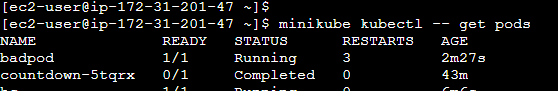 [ec2-user@ip-172-31-201-47 ~]$
[ec2-user@ip-172-31-201-47 ~]$ minikube kubectl -- get pods
NAME READY STATUS RESTARTS AGE
badpod 1/1 Running 3 2m27s
countdown-5tqrx 0/1 Completed 0 43m